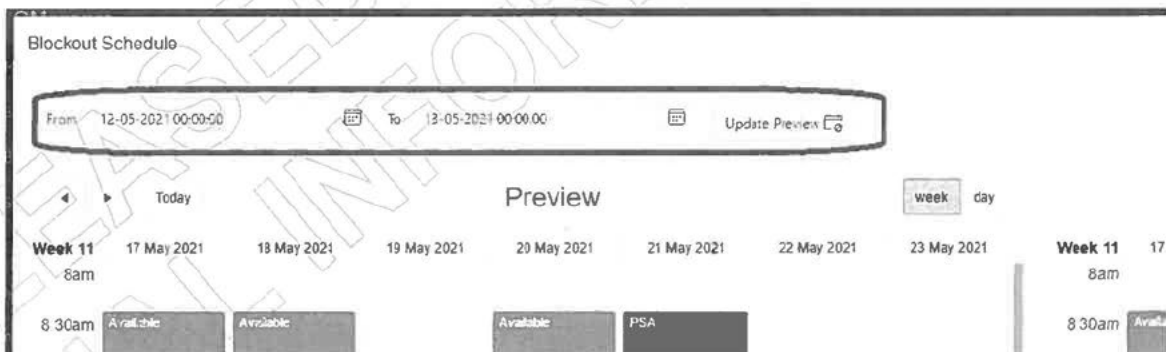 Blockout Schedule
From 12-05-2021 00:00:00 To 13-05-2021 00:00:00 Update Preview
Today Preview week day
Week 11 17 May 2021 18 May 2021 19 May 2021 20 May 2021 21 May 2021 22 May 2021 23 May 2021 Week 11 17
8am 8am
8 30am Available Available Available PSA 8 30am